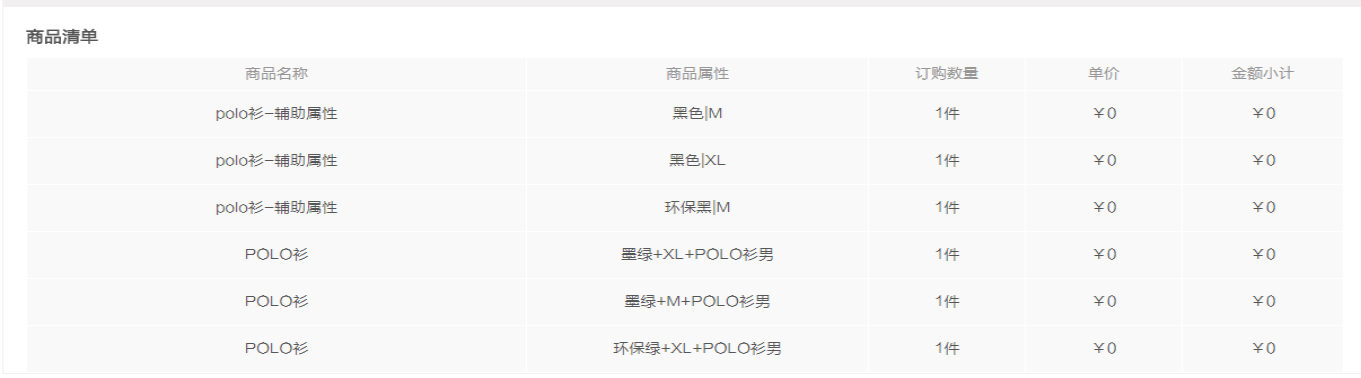 商品清单
商品名称 商品属性 订购数量 单价 金额小计
polo衫-辅助属性 黑色|M 1件 ￥0 ￥0
polo衫-辅助属性 黑色|XL 1件 ￥0 ￥0
polo衫-辅助属性 环保黑|M 1件 ￥0 ￥0
POLO衫 墨绿+XL+POLO衫男 1件 ￥0 ￥0
POLO衫 墨绿+M+POLO衫男 1件 ￥0 ￥0
POLO衫 环保绿+XL+POLO衫男 1件 ￥0 ￥0